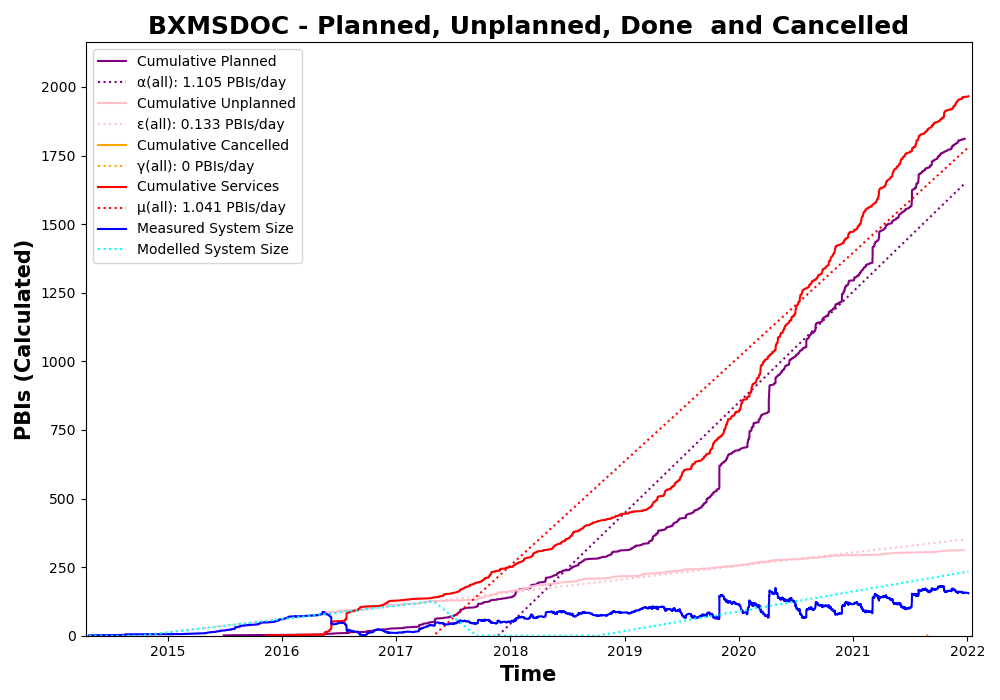 BXMSDOC - Planned, Unplanned, Done  and Cancelled
Cumulative Planned
α(all): 1.105 PBIs/day
Cumulative Unplanned
ε(all): 0.133 PBIs/day
Cumulative Cancelled
γ(all): 0 PBIs/day
Cumulative Services
μ(all): 1.041 PBIs/day
Measured System Size
Modelled System Size
PBIs (Calculated)
2000
1750
1500
1250
1000
750
500
250
0
2015 2016 2017 2018 2019 2020 2021 2022
Time